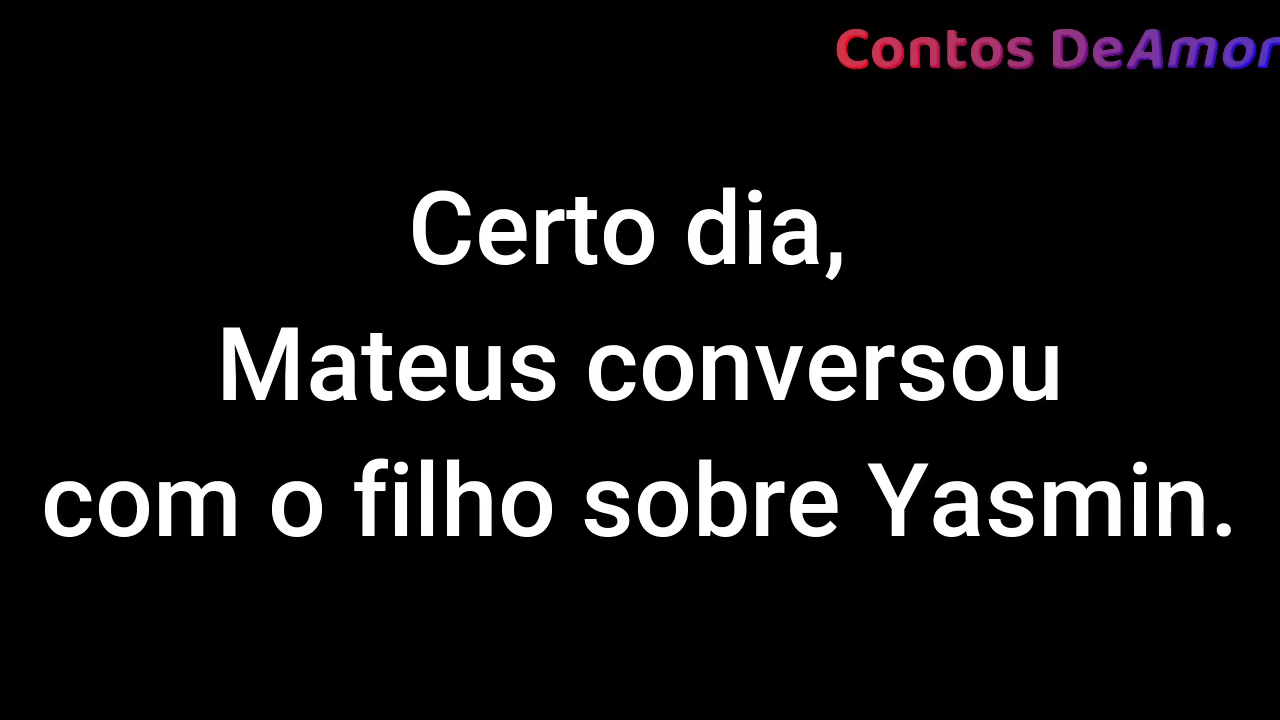 Contos DeAmor
Certo dia,
Mateus conversou
com o filho sobre Yasmin.